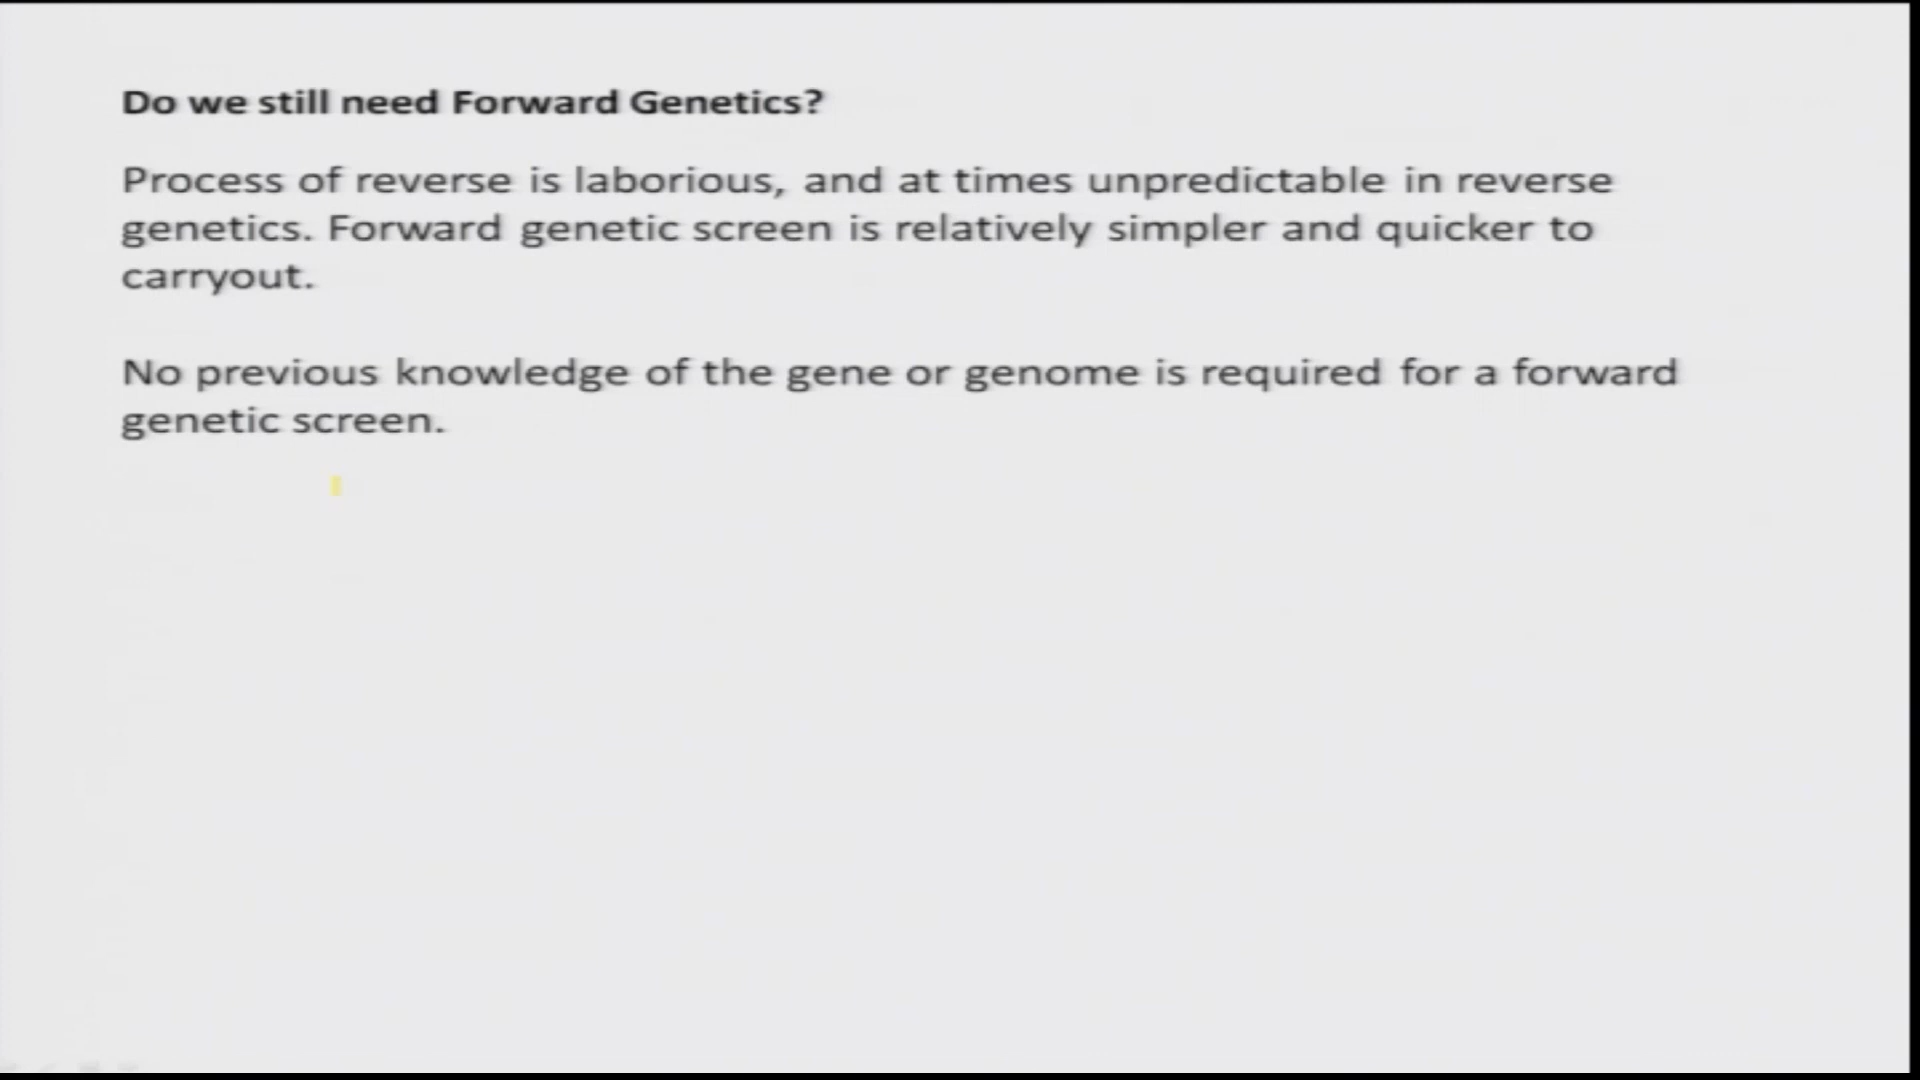 Do we still need Forward Genetics?
Process of reverse is laborious, and at times unpredictable in reverse
genetics. Forward genetic screen is relatively simpler and quicker to
carryout.
No previous knowledge of the gene or genome is required for a forward
genetic screen.